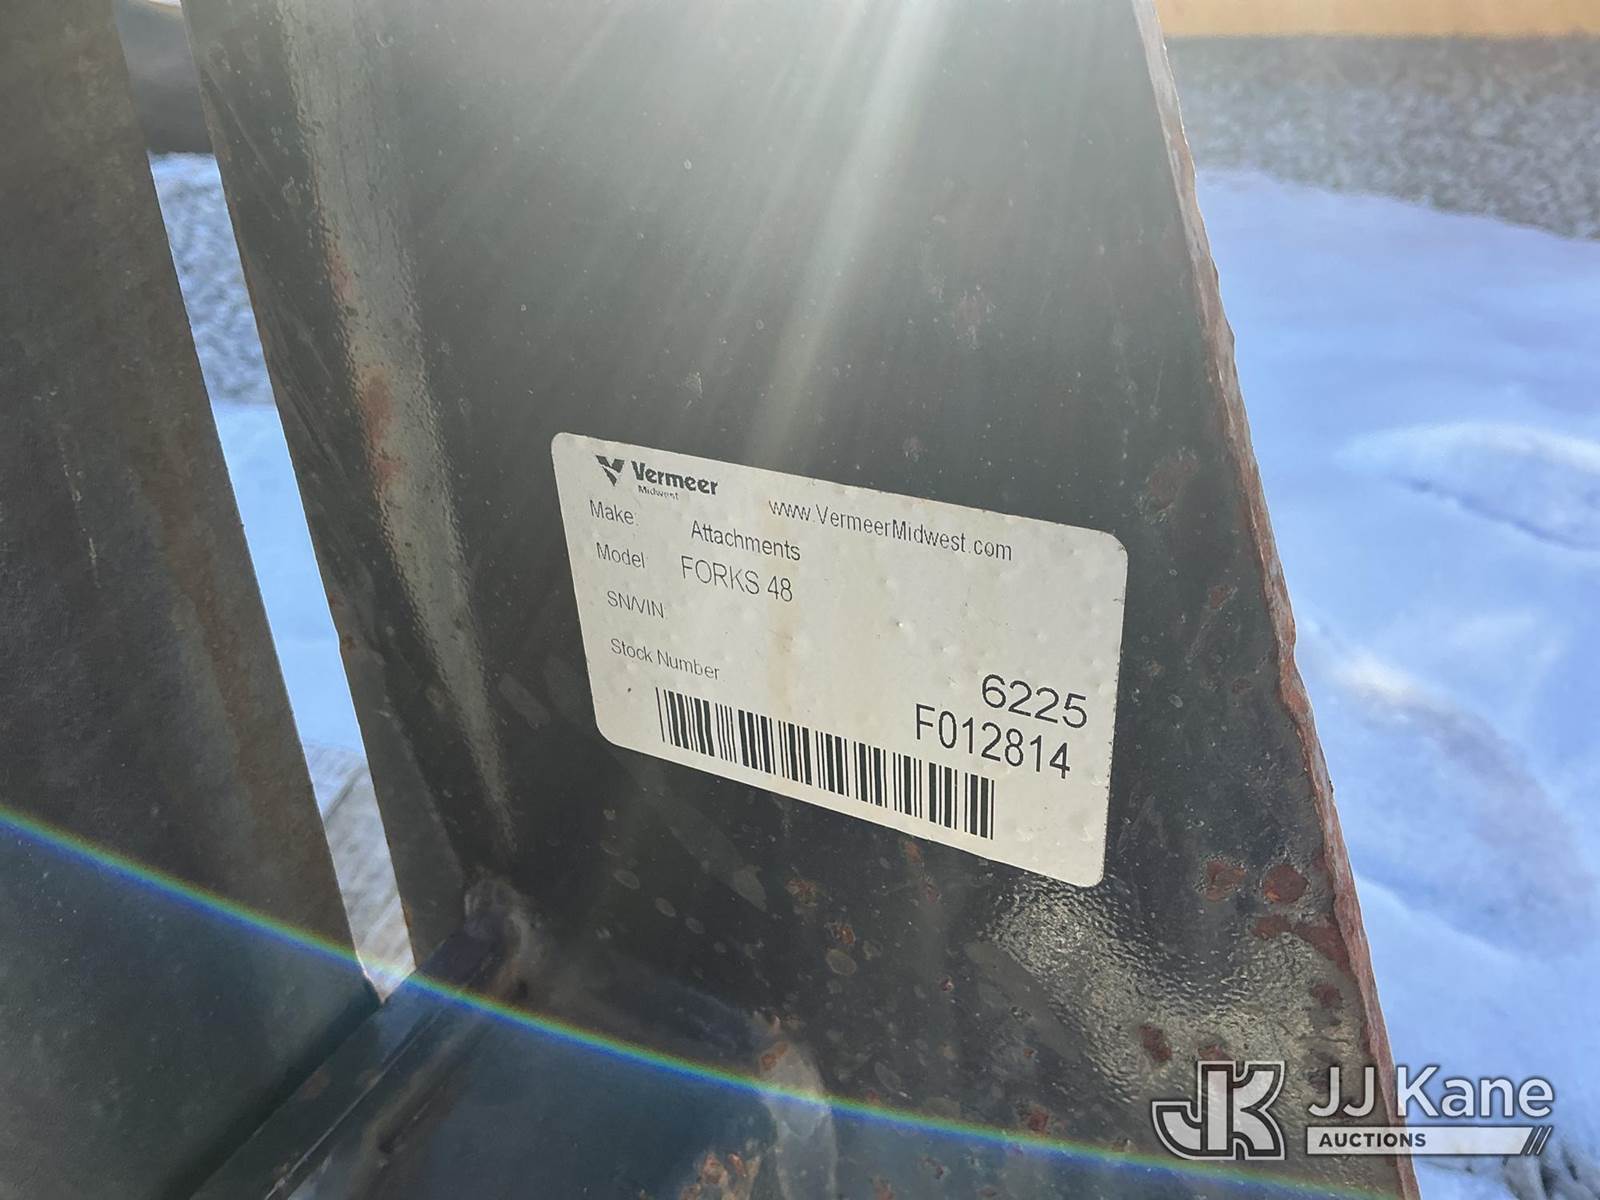 Vermeer
Midwest
www.VermeerMidwest.com
Make: Attachments
Model: FORKS 48
SN/VIN
Stock Number
6225
F012814
JK JJ Kane
AUCTIONS